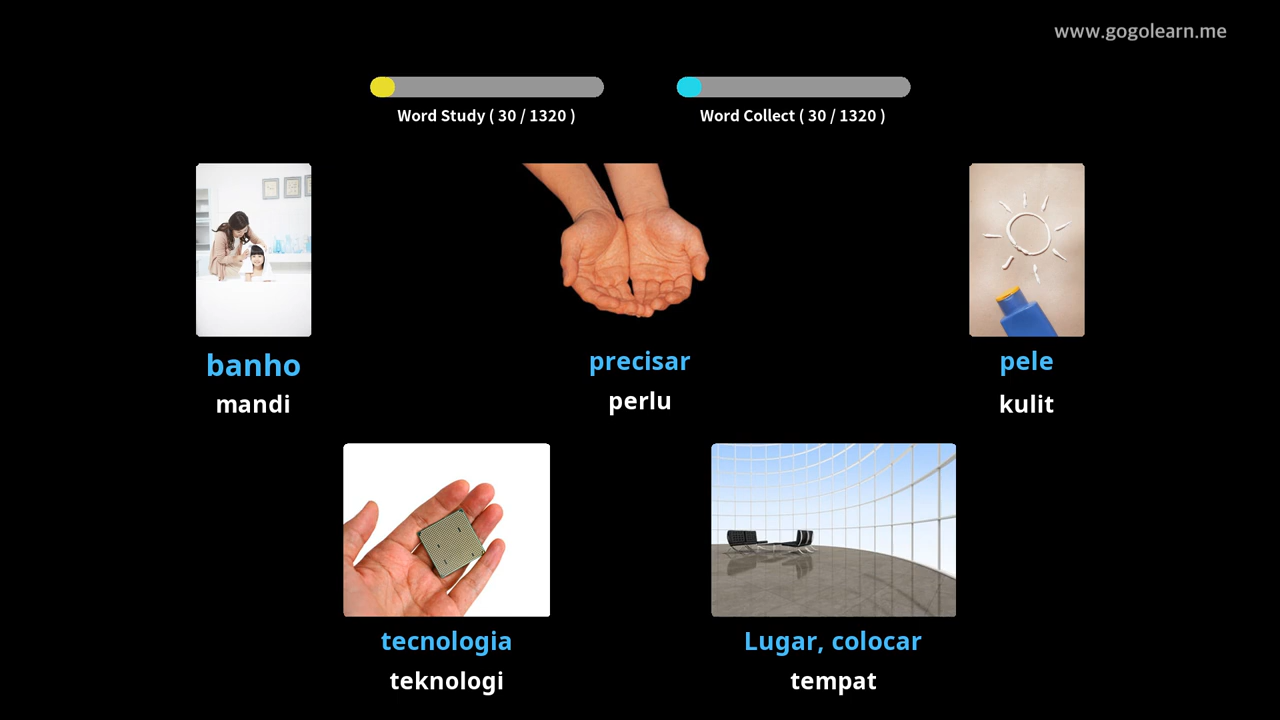 www.gogolearn.me
Word Study ( 30 / 1320 )
Word Collect ( 30 / 1320 )
banho
mandi
precisar
perlu
pele
kulit
tecnologia
teknologi
Lugar, colocar
tempat